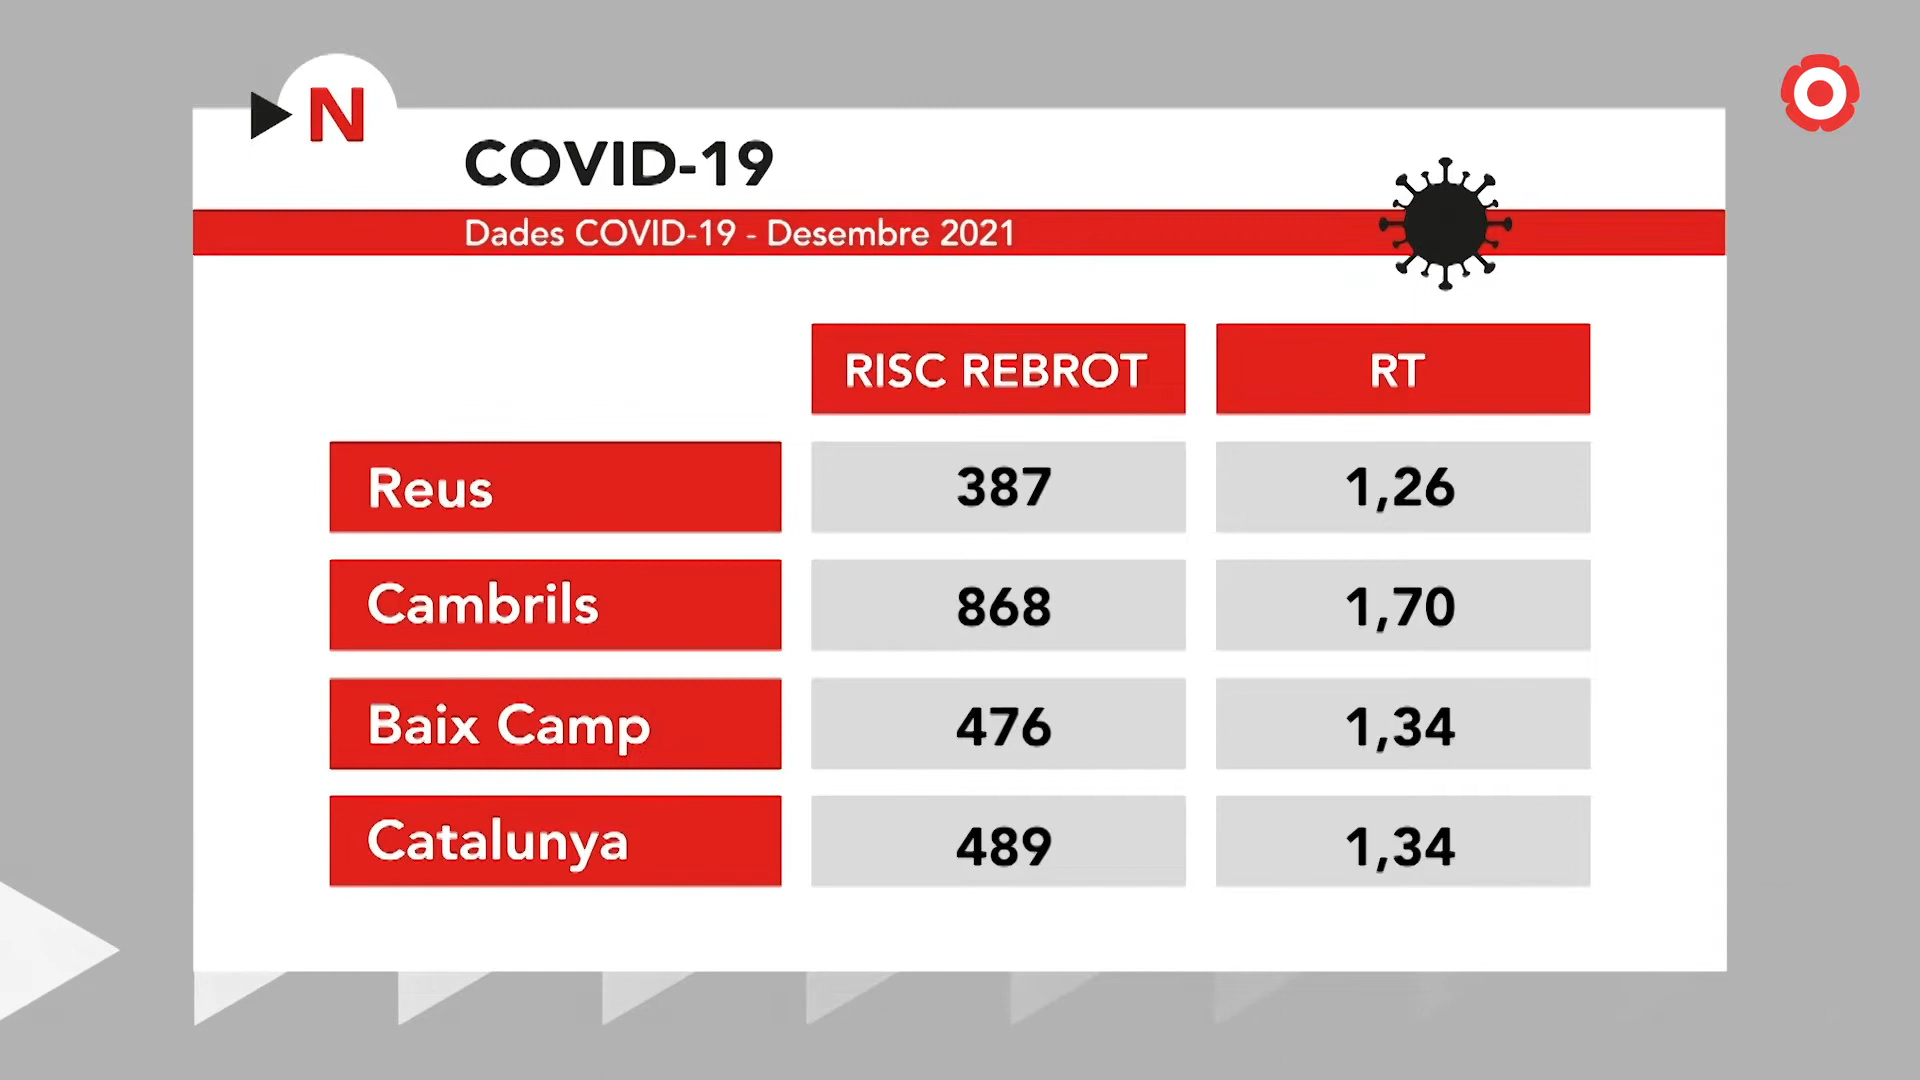 N
COVID-19
Dades COVID-19 - Desembre 2021
RISC REBROT RT
Reus 387 1,26
Cambrils 868 1,70
Baix Camp 476 1,34
Catalunya 489 1,34